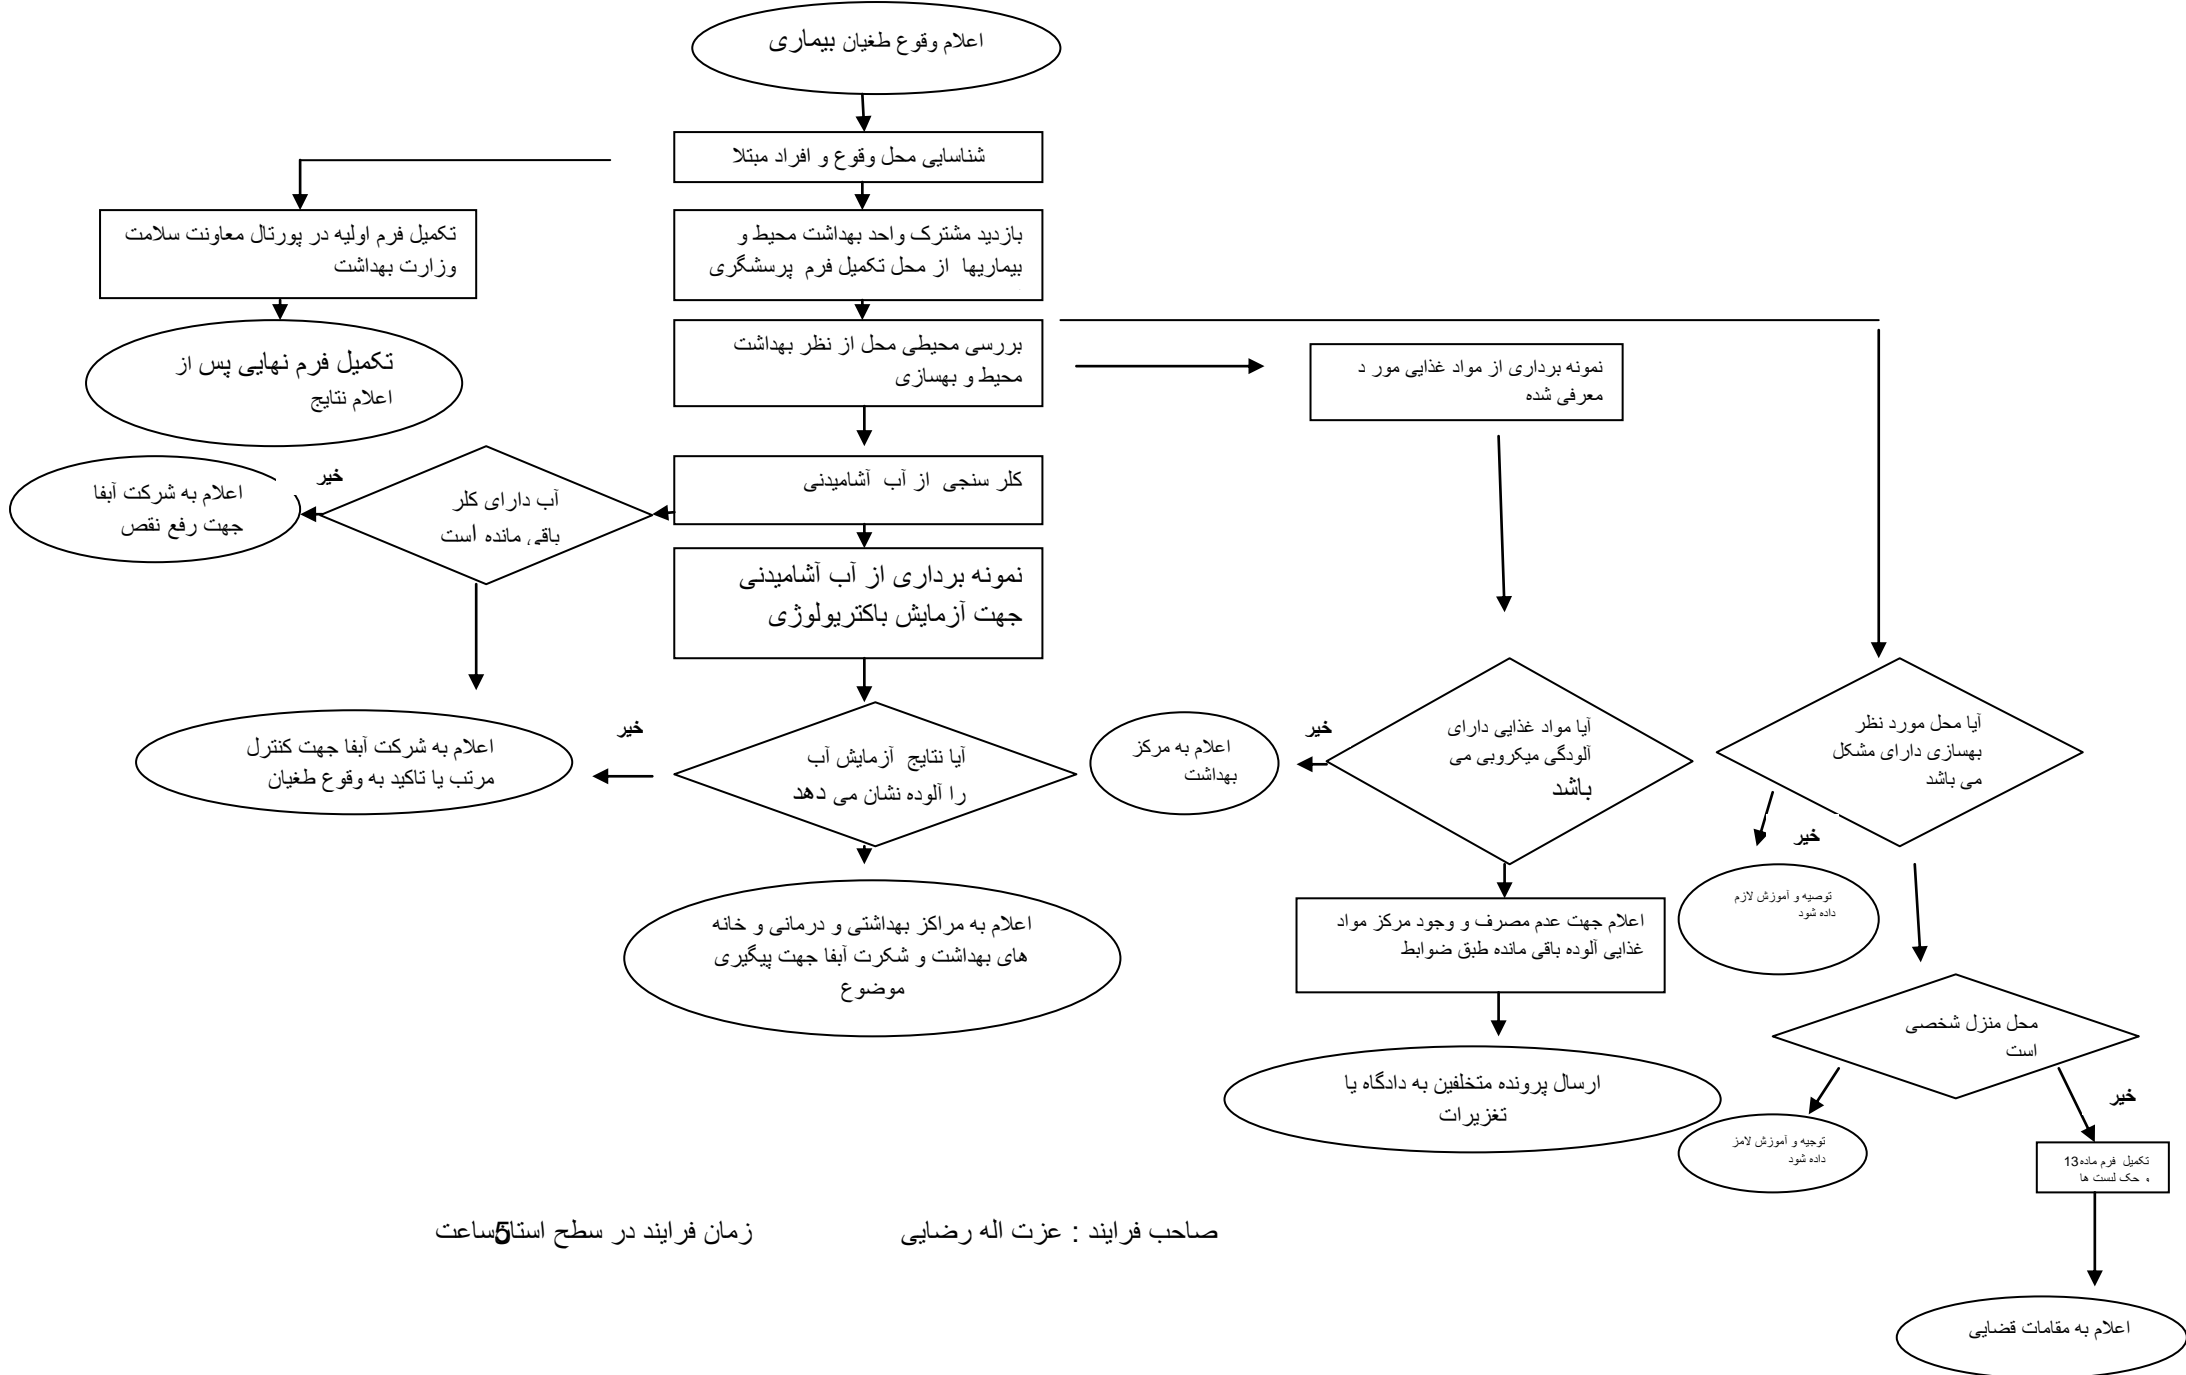 اعلام وقوع طغیان بیماری
شناسایی محل وقوع و افراد مبتلا
تکمیل فرم اولیه در پورتال معاونت سلامت
وزارت بهداشت
تکمیل فرم نهایی پس از
اعلام نتایج
بازدید مشترک واحد بهداشت محیط و
بیماریها از محل تکمیل فرم پرسشگری
بررسی محیطی محل از نظر بهداشت
محیط و بهسازی
نمونه برداری از مواد غذایی مور د
معرفی شده
کلر سنجی از آب آشامیدنی
آب دارای کلر
باقی مانده است
خیر
اعلام به شرکت آبفا
جهت رفع نقص
نمونه برداری از آب آشامیدنی
جهت آزمایش باکتریولوژی
آیا نتایج آزمایش آب
را آلوده نشان می دهد
خیر
اعلام به شرکت آبفا جهت کنترل
مرتب یا تاکید به وقوع طغیان
اعلام به مراکز بهداشتی و درمانی و خانه
های بهداشت و شکرت آبفا جهت پیگیری
موضوع
آیا مواد غذایی دارای
آلودگی میکروبی می
باشد
خیر
اعلام به مرکز
بهداشت
اعلام جهت عدم مصرف و وجود مرکز مواد
غذایی آلوده باقی مانده طبق ضوابط
ارسال پرونده متخلفین به دادگاه یا
تغزیرات
آیا محل مورد نظر
بهسازی دارای مشکل
می باشد
خیر
توصیه و آموزش لازم
داده شود
محل منزل شخصی
است
خیر
توجیه و آموزش لامز
داده شود
تکمیل فرم ماده13
و چک لیست ها
اعلام به مقامات قضایی
صاحب فرایند : عزت اله رضایی
زمان فرایند در سطح استان5ساعت